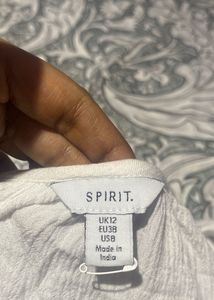 SPIRIT.
UK12
EU38
US8
Made in
India